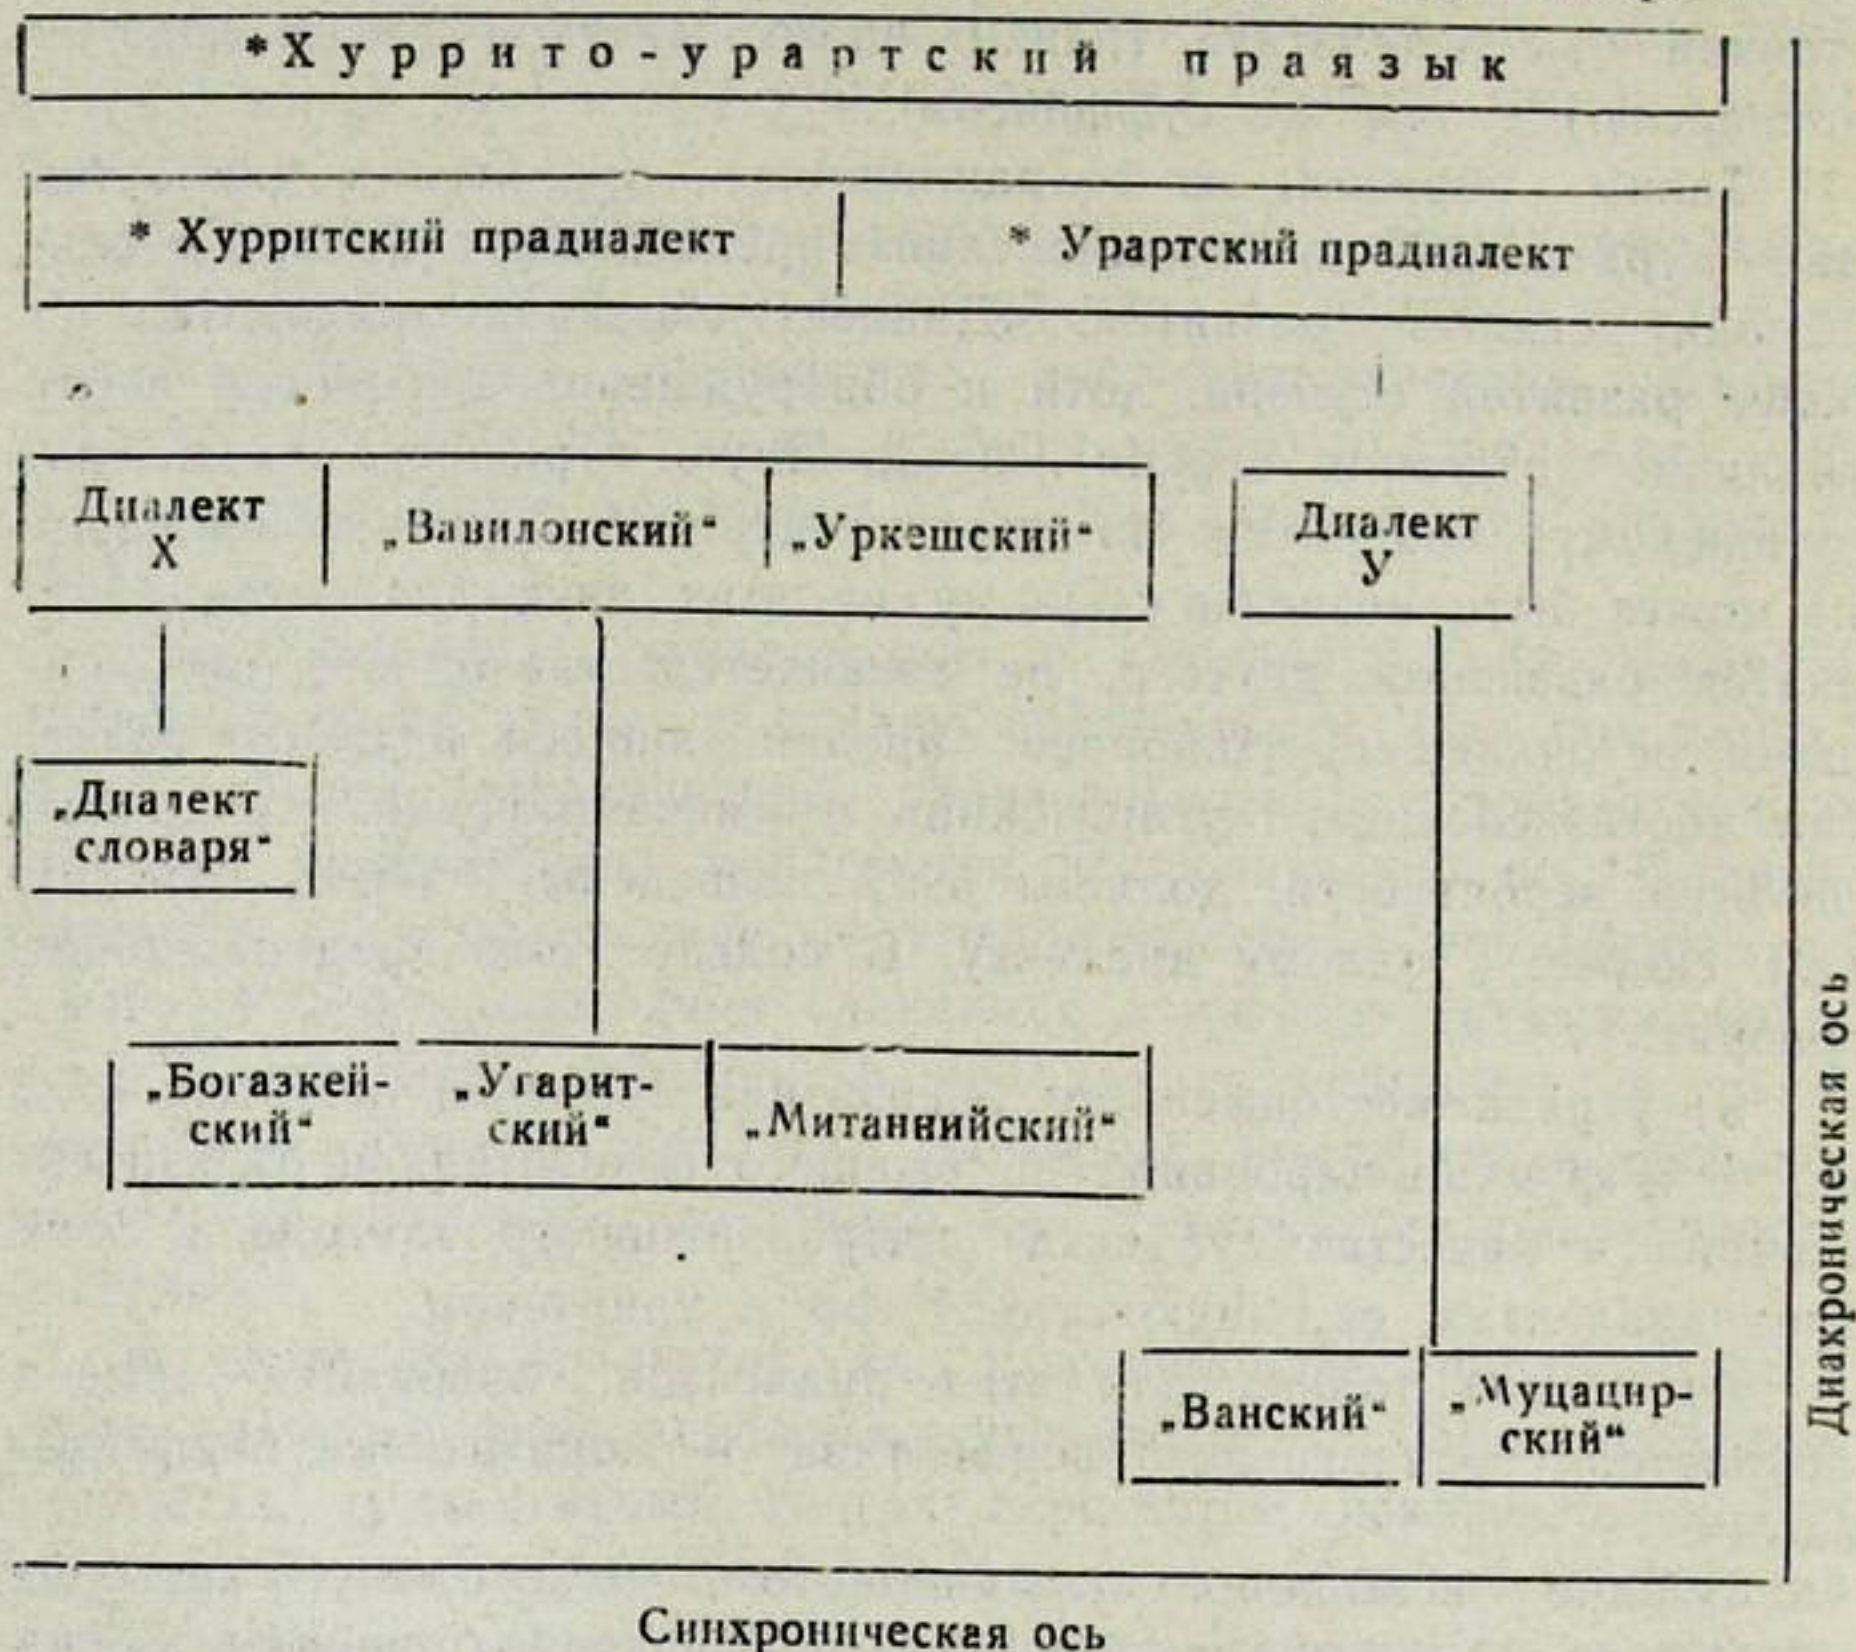 *Хуррито-урартский праязык
* Хурритский прадиалект
* Урартский прадиалект
Диалект
Х
„Вавилонский“
„Уркешский“
Диалект
У
„Диалект
словаря“
„Богазкей-
ский“
„Угарит-
ский“
„Митаннийский“
„Ванский“
„Муцацир-
ский“
Диахроническая ось
Синхроническая ось